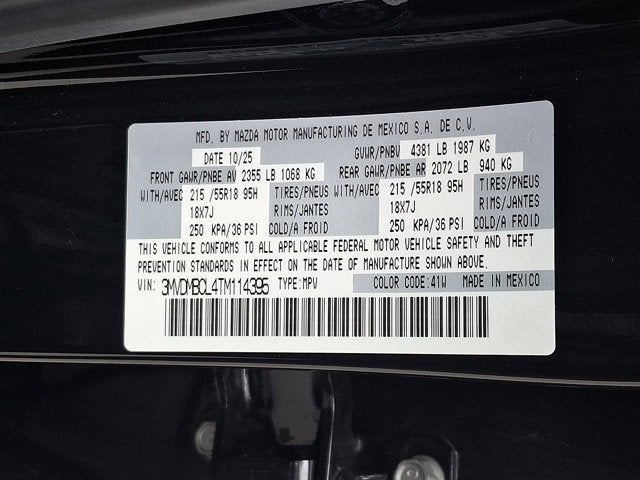 MFD. BY MAZDA MOTOR MANUFACTURING DE MEXICO S.A. DE C.V.
DATE 10/25 GVWR/PNBV 4381 LB 1987 KG
FRONT GAWR/PNBE AV 2355 LB 1068 KG REAR GAWR/PNBE AR 2072 LB 940 KG
WITH/AVEC 215 /55R18 95H TIRES/PNEUS WITH/AVEC 215 /55R18 95H TIRES/PNEUS
18X7J RIMS/JANTES 18X7J RIMS/JANTES
250 KPA/36 PSI COLD/A FROID 250 KPA/36 PSI COLD/A FROID
THIS VEHICLE CONFORMS TO ALL APPLICABLE FEDERAL MOTOR VEHICLE SAFETY AND THEFT
PREVENTION STANDARDS IN EFFECT ON THE DATE OF MANUFACTURE SHOWN ABOVE.
VIN: 3MVDMBCL4TM114395 TYPE:MPV COLOR CODE:41W MADE IN MEXICO